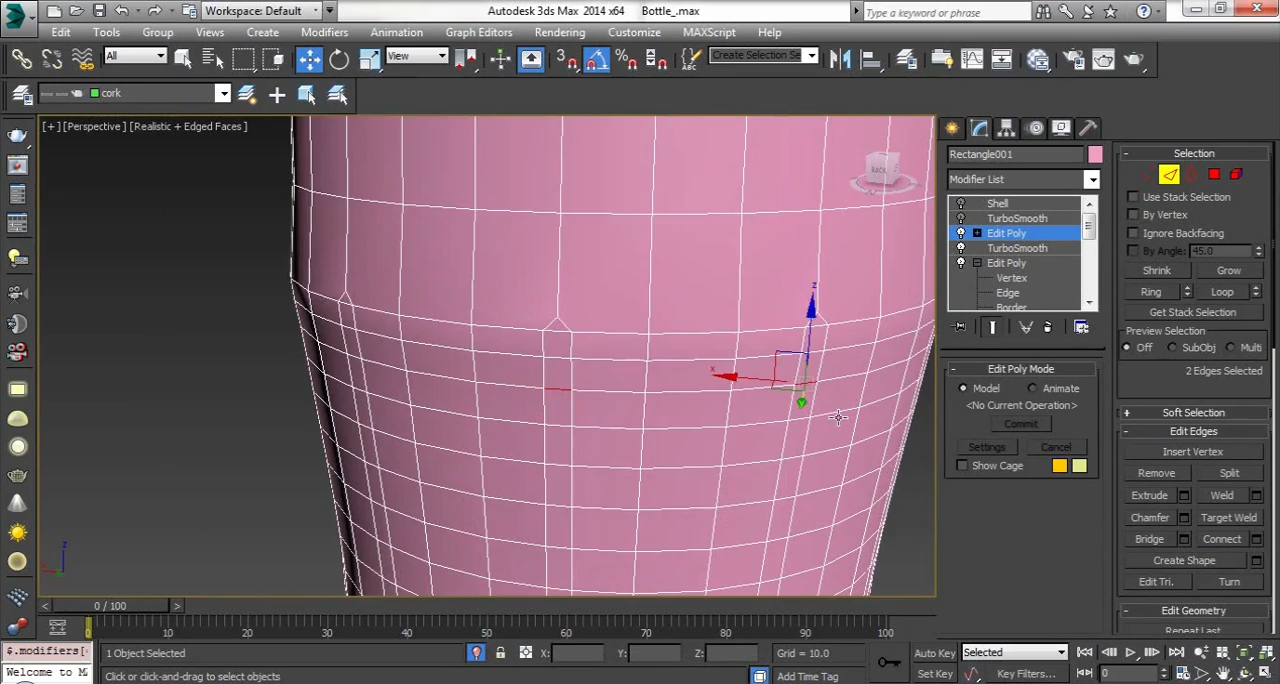 Workspace: Default
Autodesk 3ds Max 2014 x64 Bottle_.max
Type a keyword or phrase
Edit Tools Group Views Create Modifiers Animation Graph Editors Rendering Customize MAXScript Help
All
View
3
Create Selection Se
cork
[+] [Perspective] [Realistic + Edged Faces]
BACK
x
z
z
Rectangle001
Modifier List
Shell
TurboSmooth
Edit Poly
TurboSmooth
Edit Poly
Vertex
Edge
Border
Edit Poly Mode
Model Animate
<No Current Operation>
Commit
Settings Cancel
Show Cage
Selection
Use Stack Selection
By Vertex
Ignore Backfacing
By Angle: 45.0
Shrink Grow
Ring Loop
Get Stack Selection
Preview Selection
Off SubObj Multi
2 Edges Selected
Soft Selection
Edit Edges
Insert Vertex
Remove Split
Extrude Weld
Chamfer Target Weld
Bridge Connect
Create Shape
Edit Tri. Turn
Edit Geometry
Repeat Last
< 0 / 100 >
0 10 20 30 40 50 60 70 80 90 100
$.modifiers[
Welcome to M
1 Object Selected
X: Y: Z:
Grid = 10.0
Click or click-and-drag to select objects
Add Time Tag
Auto Key Selected
Set Key Key Filters...
0